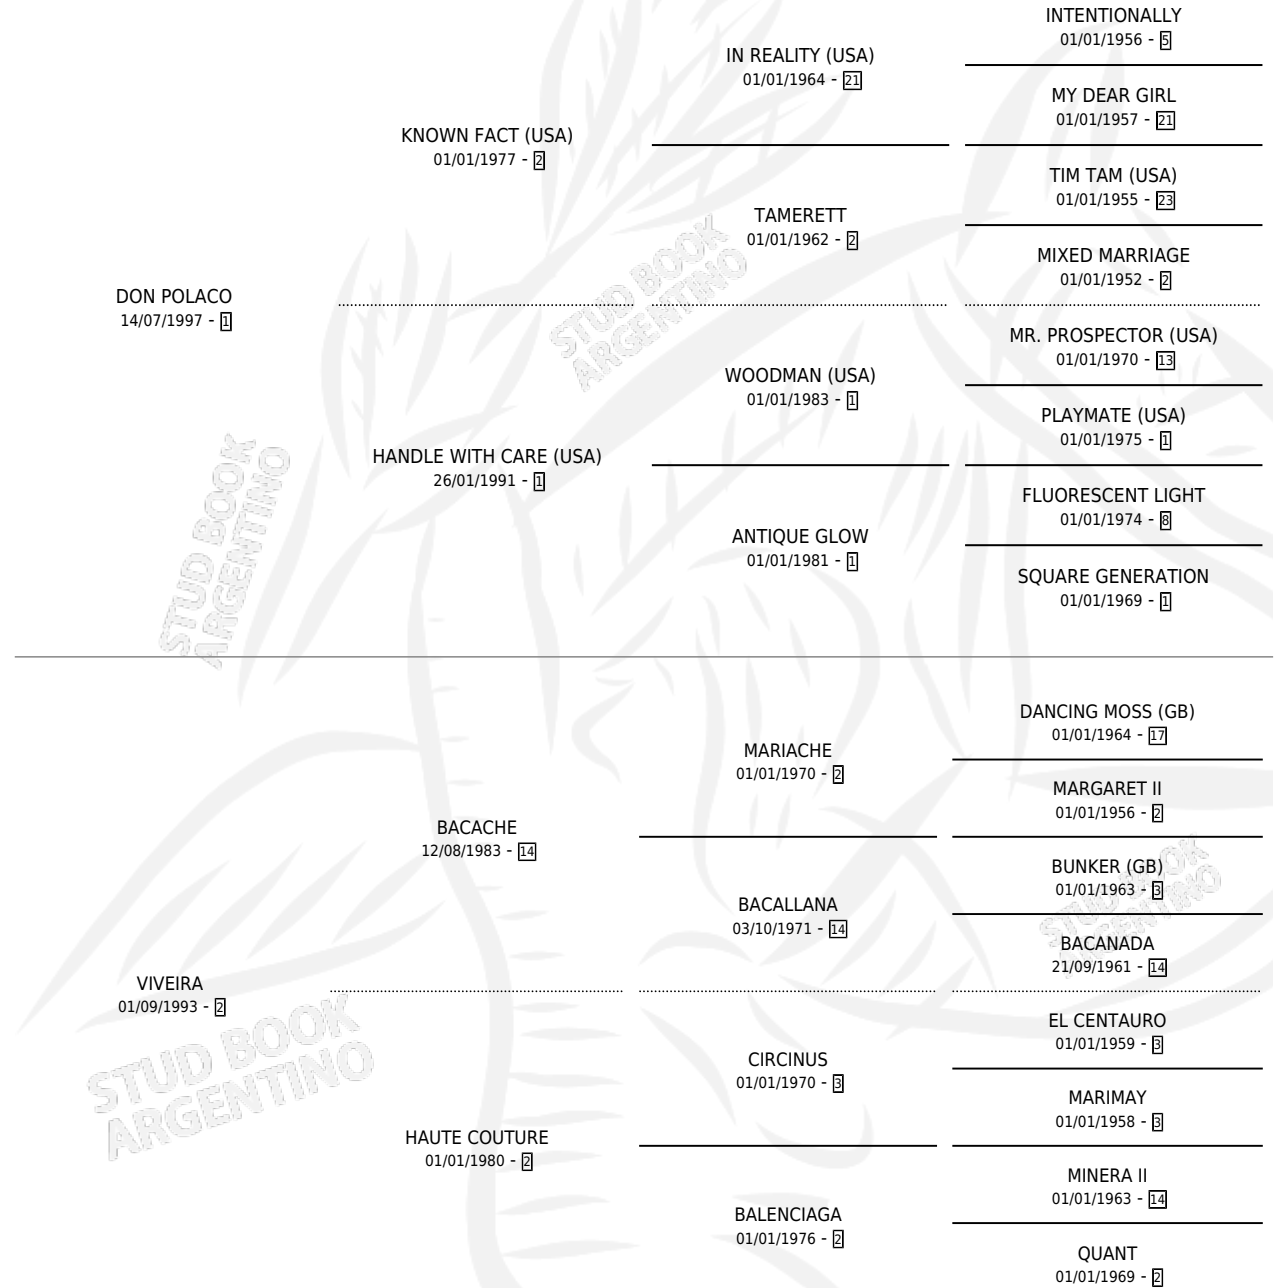 INTENTIONALLY
01/01/1956 - 5
IN REALITY (USA)
01/01/1964 - 21
MY DEAR GIRL
01/01/1957 - 21
KNOWN FACT (USA)
01/01/1977 - 2
TIM TAM (USA)
01/01/1955 - 23
TAMERETT
01/01/1962 - 2
MIXED MARRIAGE
01/01/1952 - 2
DON POLACO
14/07/1997 - 1
STUD BOOK
ARGENTINO
MR. PROSPECTOR (USA)
01/01/1970 - 13
WOODMAN (USA)
01/01/1983 - 1
PLAYMATE (USA)
01/01/1975 - 1
HANDLE WITH CARE (USA)
26/01/1991 - 1
FLUORESCENT LIGHT
01/01/1974 - 8
ANTIQUE GLOW
01/01/1981 - 1
SQUARE GENERATION
01/01/1969 - 1
STUD BOOK
ARGENTINO
DANCING MOSS (GB)
01/01/1964 - 17
MARIACHE
01/01/1970 - 2
MARGARET II
01/01/1956 - 2
BACACHE
12/08/1983 - 14
BUNKER (GB)
01/01/1963 - 3
BACALLANA
03/10/1971 - 14
BACANADA
21/09/1961 - 14
STUD BOOK
ARGENTINO
VIVEIRA
01/09/1993 - 2
EL CENTAURO
01/01/1959 - 3
CIRCINUS
01/01/1970 - 3
MARIMAY
01/01/1958 - 3
STUD BOOK
ARGENTINO
HAUTE COUTURE
01/01/1980 - 2
MINERA II
01/01/1963 - 14
BALENCIAGA
01/01/1976 - 2
QUANT
01/01/1969 - 2